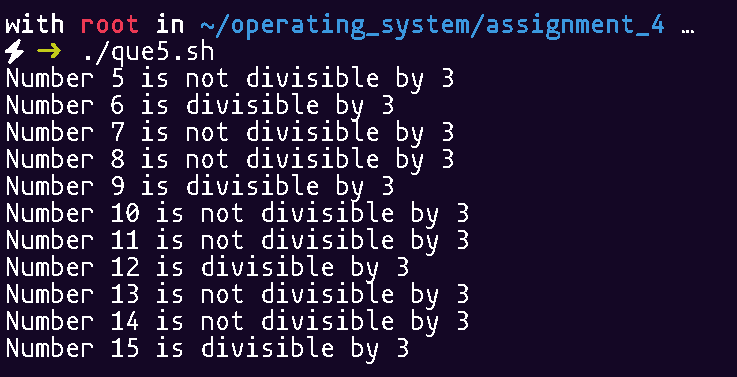 with root in ~/operating_system/assignment_4 …
⚡ → ./que5.sh
Number 5 is not divisible by 3
Number 6 is divisible by 3
Number 7 is not divisible by 3
Number 8 is not divisible by 3
Number 9 is divisible by 3
Number 10 is not divisible by 3
Number 11 is not divisible by 3
Number 12 is divisible by 3
Number 13 is not divisible by 3
Number 14 is not divisible by 3
Number 15 is divisible by 3